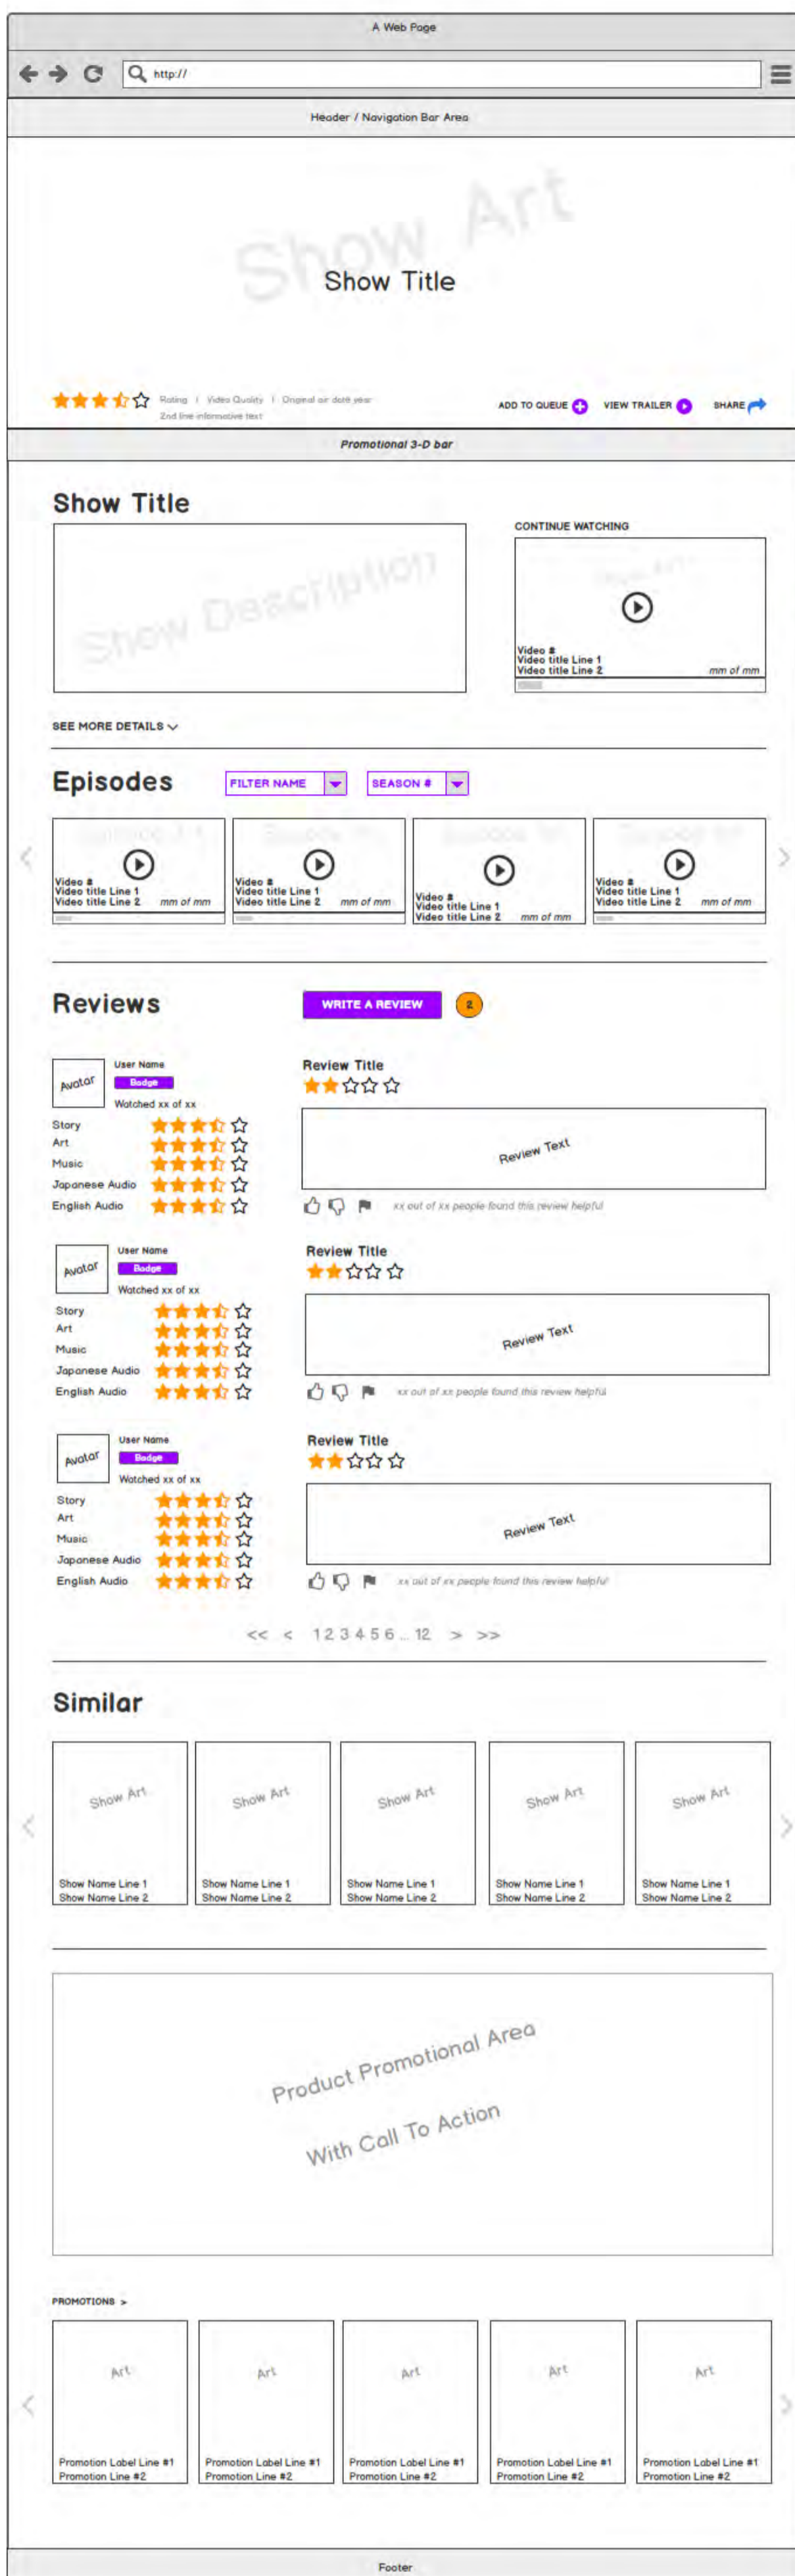 A Web Page
http://
Header / Navigation Bar Area
Show Art
Show Title
Rating | Video Quality | Original air date year
2nd line informative text
ADD TO QUEUE VIEW TRAILER SHARE
Promotional 3-D bar
Show Title
CONTINUE WATCHING
Show Description
Show Art
Video #
Video title Line 1
Video title Line 2 mm of mm
SEE MORE DETAILS
Episodes FILTER NAME SEASON #
Video # Video # Video # Video #
Video title Line 1 Video title Line 1 Video title Line 1 Video title Line 1
Video title Line 2 mm of mm Video title Line 2 mm of mm Video title Line 2 mm of mm Video title Line 2 mm of mm
Reviews WRITE A REVIEW 2
Avatar
User Name
Badge
Watched xx of xx
Story
Art
Music
Japanese Audio
English Audio
Review Title
Review Text
xx out of xx people found this review helpful
Avatar
User Name
Badge
Watched xx of xx
Story
Art
Music
Japanese Audio
English Audio
Review Title
Review Text
xx out of xx people found this review helpful
Avatar
User Name
Badge
Watched xx of xx
Story
Art
Music
Japanese Audio
English Audio
Review Title
Review Text
xx out of xx people found this review helpful
<< < 1 2 3 4 5 6 ... 12 > >>
Similar
Show Art Show Art Show Art Show Art Show Art
Show Name Line 1 Show Name Line 1 Show Name Line 1 Show Name Line 1 Show Name Line 1
Show Name Line 2 Show Name Line 2 Show Name Line 2 Show Name Line 2 Show Name Line 2
Product Promotional Area
With Call To Action
PROMOTIONS >
Art Art Art Art Art
Promotion Label Line #1 Promotion Label Line #1 Promotion Label Line #1 Promotion Label Line #1 Promotion Label Line #1
Promotion Line #2 Promotion Line #2 Promotion Line #2 Promotion Line #2 Promotion Line #2
Footer